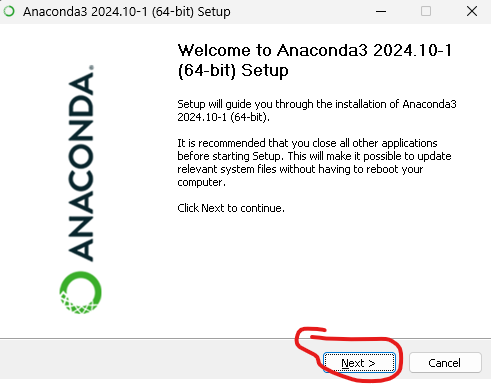 Anaconda3 2024.10-1 (64-bit) Setup
Welcome to Anaconda3 2024.10-1
(64-bit) Setup
Setup will guide you through the installation of Anaconda3
2024.10-1 (64-bit).
It is recommended that you close all other applications
before starting Setup. This will make it possible to update
relevant system files without having to reboot your
computer.
Click Next to continue.
ANACONDA.
Next >
Cancel